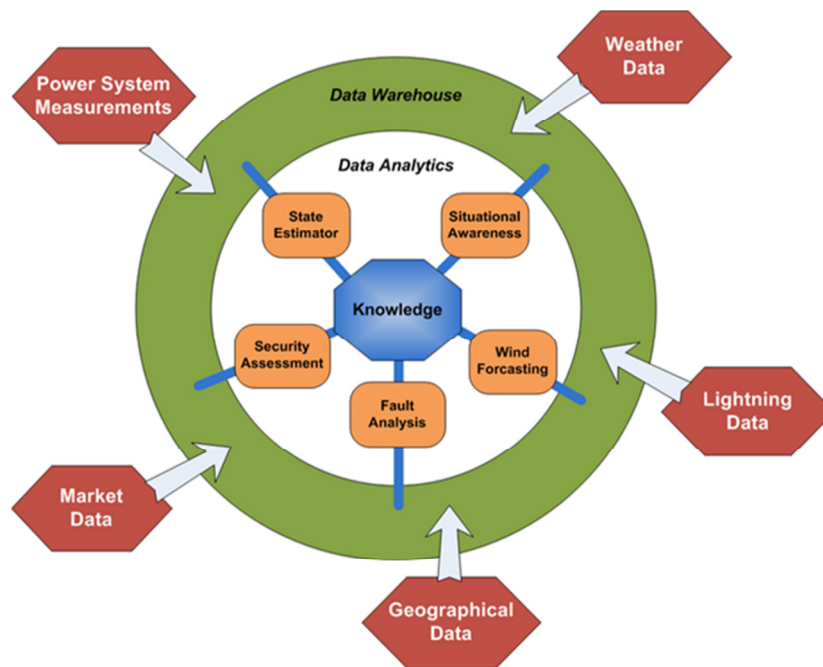 Weather
Data
Power System
Measurements
Data Warehouse
Data Analytics
State
Estimator
Situational
Awareness
Knowledge
Security
Assessment
Wind
Forcasting
Fault
Analysis
Lightning
Data
Market
Data
Geographical
Data